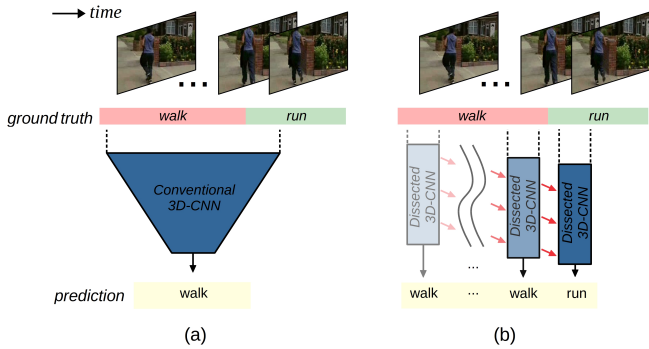 time
...
ground truth
walk
run
Conventional
3D-CNN
prediction
walk
(a)
...
walk
run
Dissected
3D-CNN
Dissected
3D-CNN
Dissected
3D-CNN
...
walk
...
walk
run
(b)